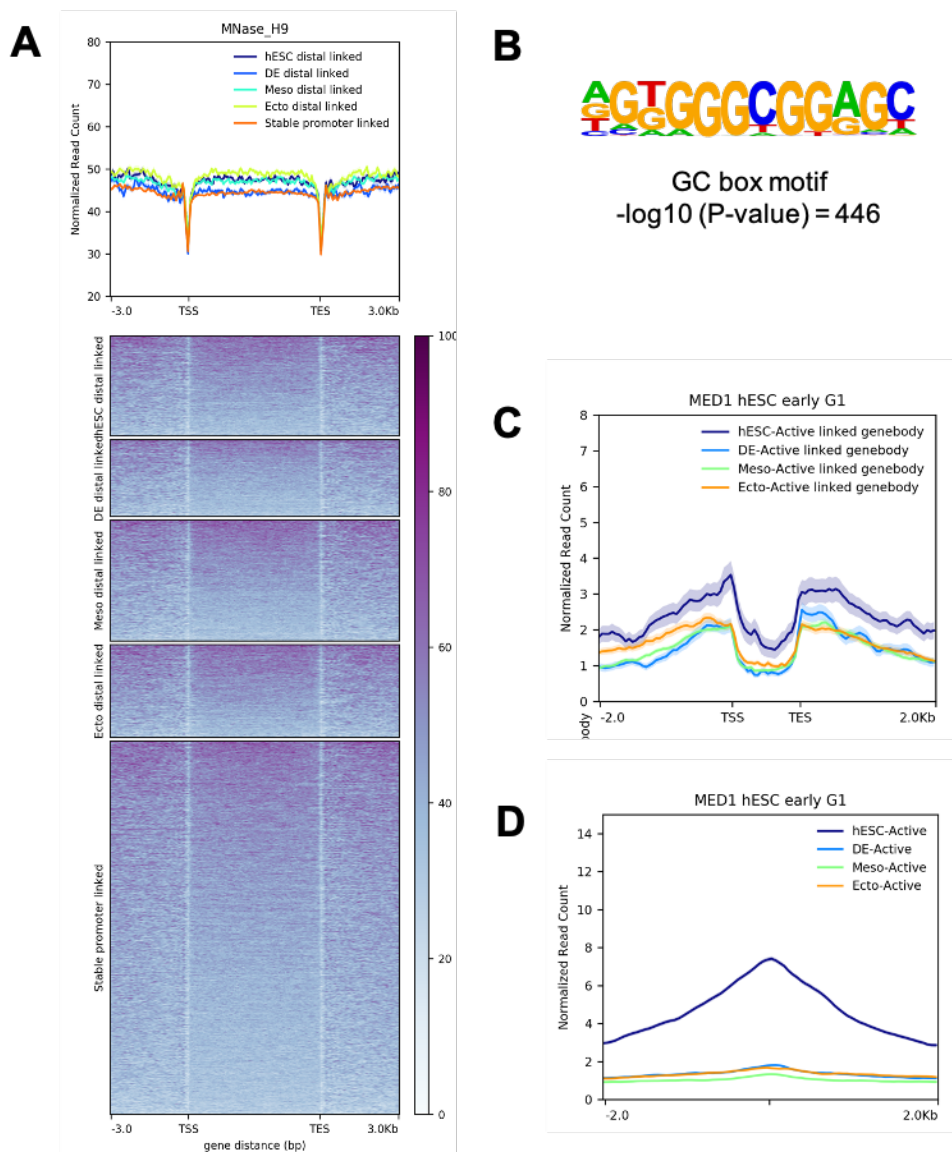 A
MNase_H9
80
70
60
50
40
30
20
Normalized Read Count
hESC distal linked
DE distal linked
Meso distal linked
Ecto distal linked
Stable promoter linked
-3.0
TSS
TES
3.0Kb
hESC distal linked
DE distal linked
Meso distal linked
Ecto distal linked
Stable promoter linked
100
80
60
40
20
0
-3.0
TSS
TES
3.0Kb
gene distance (bp)
B
GC box motif
-log10 (P-value) = 446
C
MED1 hESC early G1
8
7
6
5
4
3
2
1
0
Normalized Read Count
hESC-Active linked genebody
DE-Active linked genebody
Meso-Active linked genebody
Ecto-Active linked genebody
-2.0
TSS
TES
2.0Kb
D
MED1 hESC early G1
14
12
10
8
6
4
2
0
Normalized Read Count
hESC-Active
DE-Active
Meso-Active
Ecto-Active
-2.0
0
2.0Kb